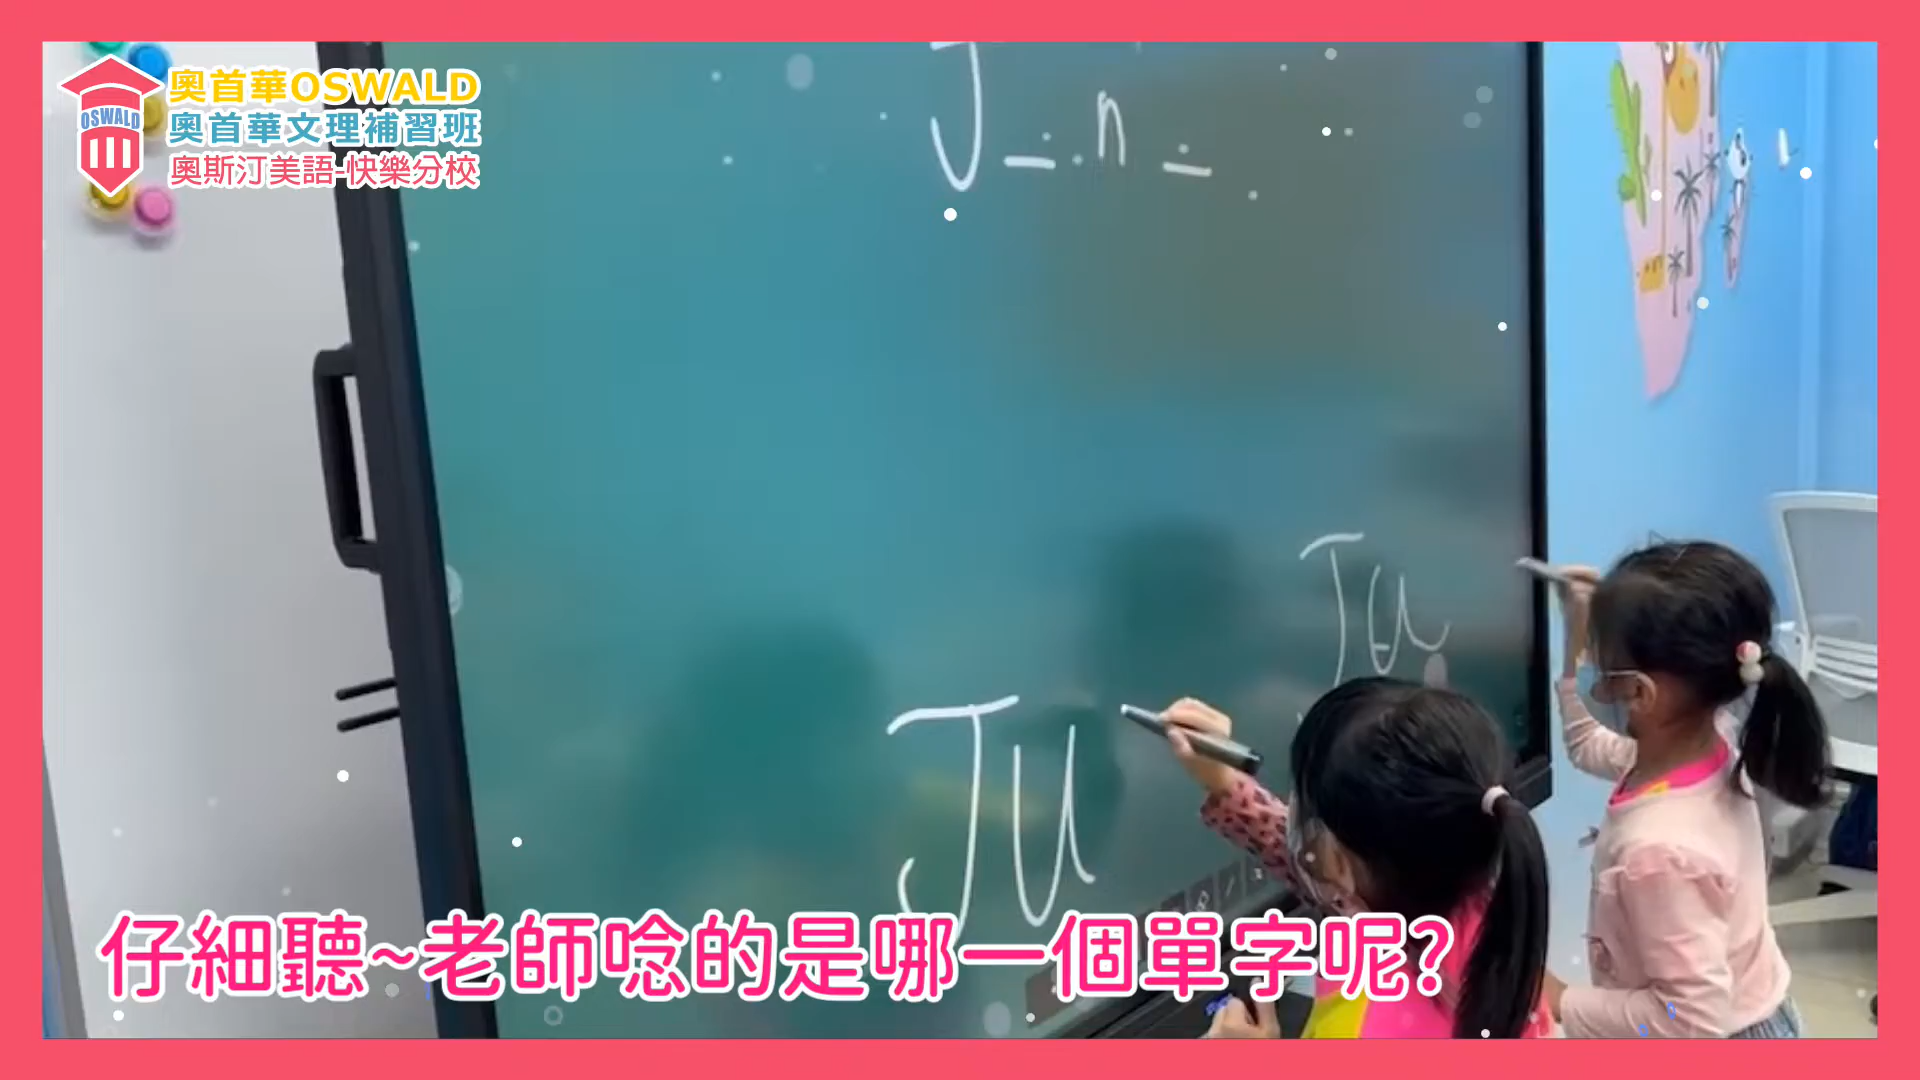 奧首華OSWALD
奧首華文理補習班
奧斯汀美語-快樂分校
OSWALD
J _ n _
Ju
Ju
仔細聽~老師唸的是哪一個單字呢?